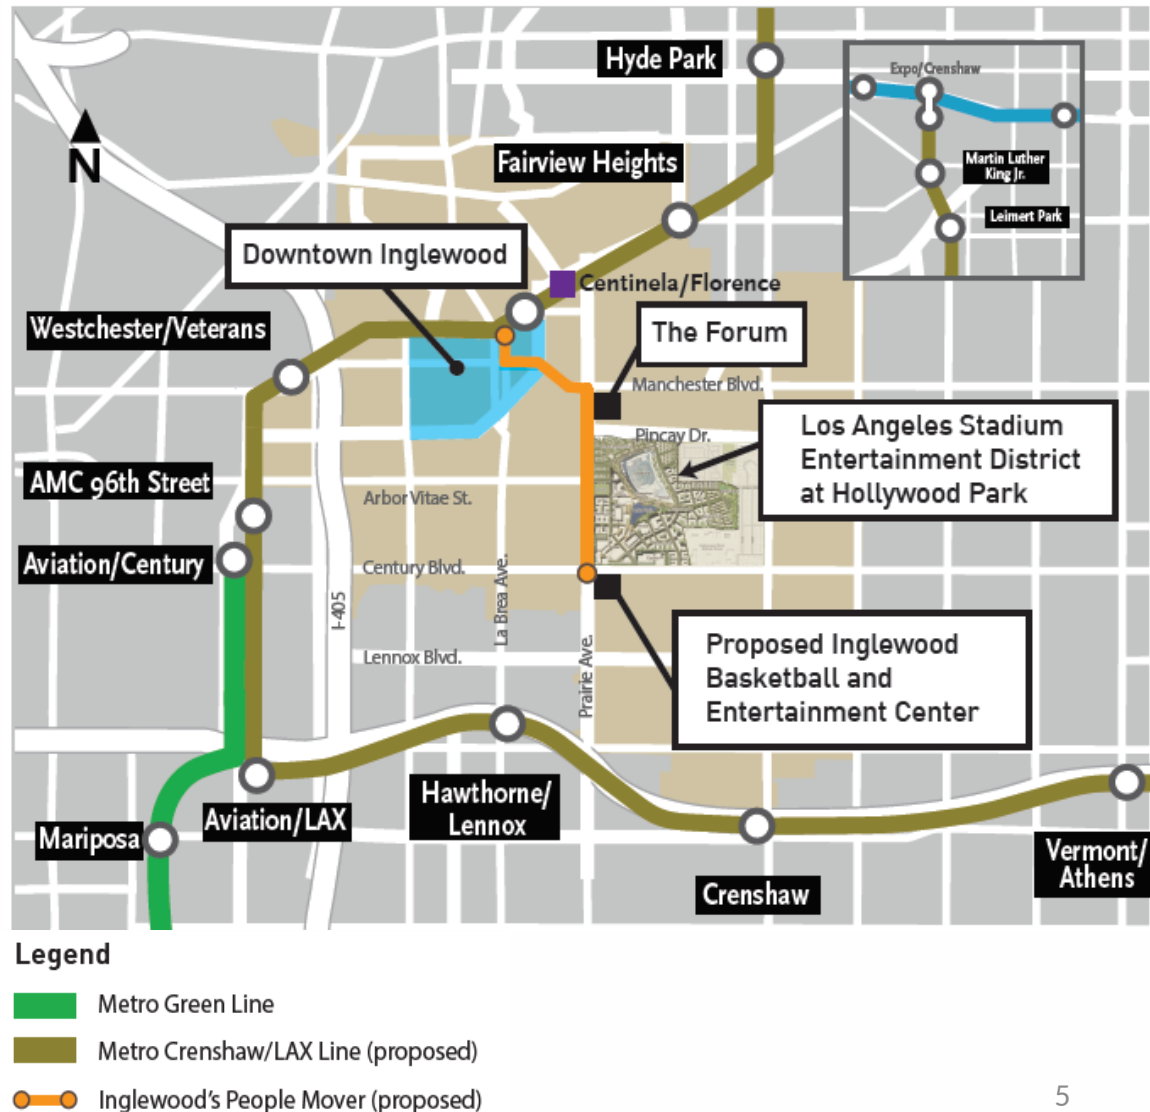 Hyde Park
Expo/Crenshaw
N
Fairview Heights
Martin Luther
King Jr.
Leimert Park
Downtown Inglewood
Centinela/Florence
Westchester/Veterans
The Forum
Manchester Blvd.
Los Angeles Stadium
Entertainment District
at Hollywood Park
Pincay Dr.
AMC 96th Street
Arbor Vitae St.
Aviation/Century
Century Blvd.
La Brea Ave.
I-405
Lennox Blvd.
Prairie Ave.
Proposed Inglewood
Basketball and
Entertainment Center
Hawthorne/
Lennox
Aviation/LAX
Mariposa
Crenshaw
Vermont/
Athens
Legend
Metro Green Line
Metro Crenshaw/LAX Line (proposed)
Inglewood's People Mover (proposed)
5